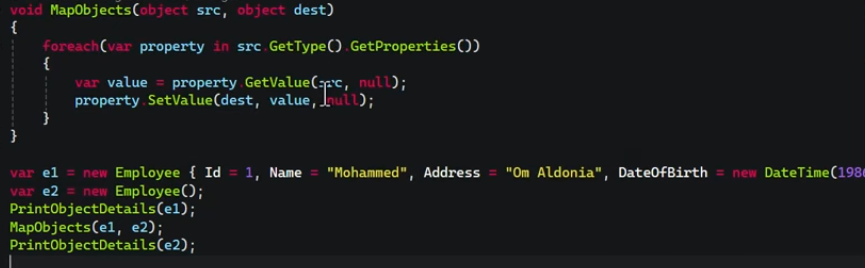 void MapObjects(object src, object dest)
{
    foreach(var property in src.GetType().GetProperties())
    {
        var value = property.GetValue(src, null);
        property.SetValue(dest, value, null);
    }
}

var e1 = new Employee { Id = 1, Name = "Mohammed", Address = "Om Aldonia", DateOfBirth = new DateTime(198
var e2 = new Employee();
PrintObjectDetails(e1);
MapObjects(e1, e2);
PrintObjectDetails(e2);